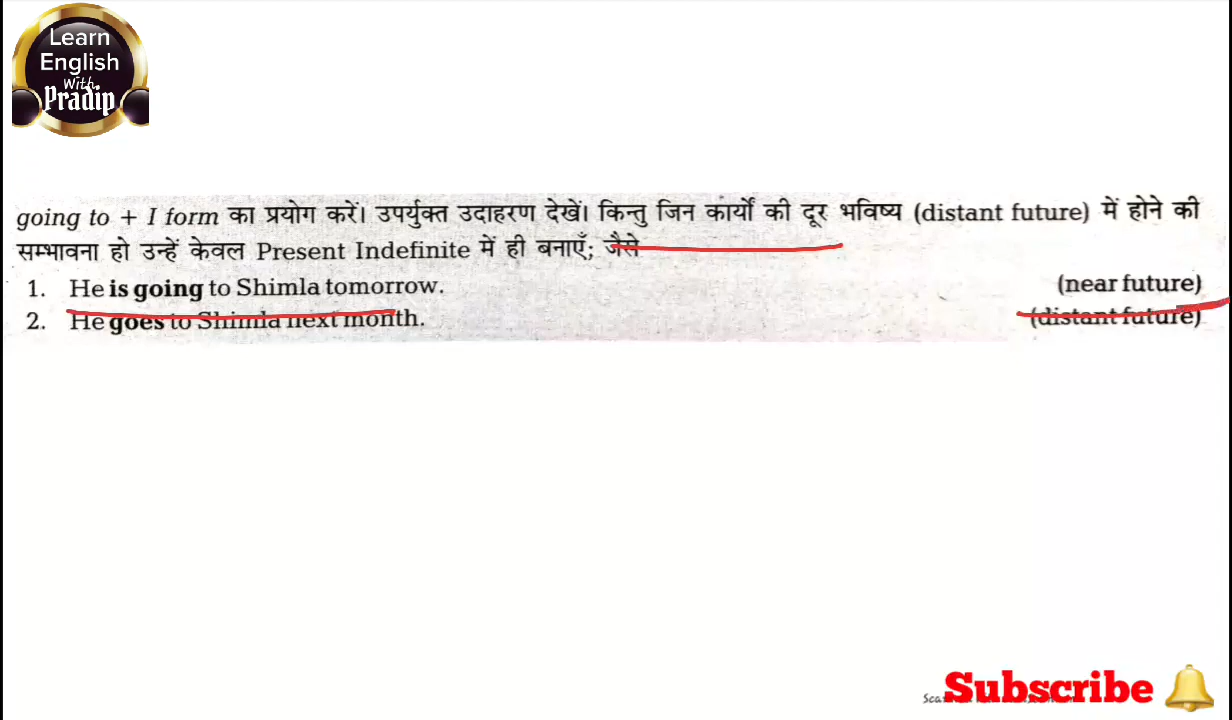 Learn
English
With
Pradip
going to + I form का प्रयोग करें। उपर्युक्त उदाहरण देखें। किन्तु जिन कार्यों की दूर भविष्य (distant future) में होने की
सम्भावना हो उन्हें केवल Present Indefinite में ही बनाएँ; जैसे
1. He is going to Shimla tomorrow. (near future)
2. He goes to Shimla next month. (distant future)
Subscribe